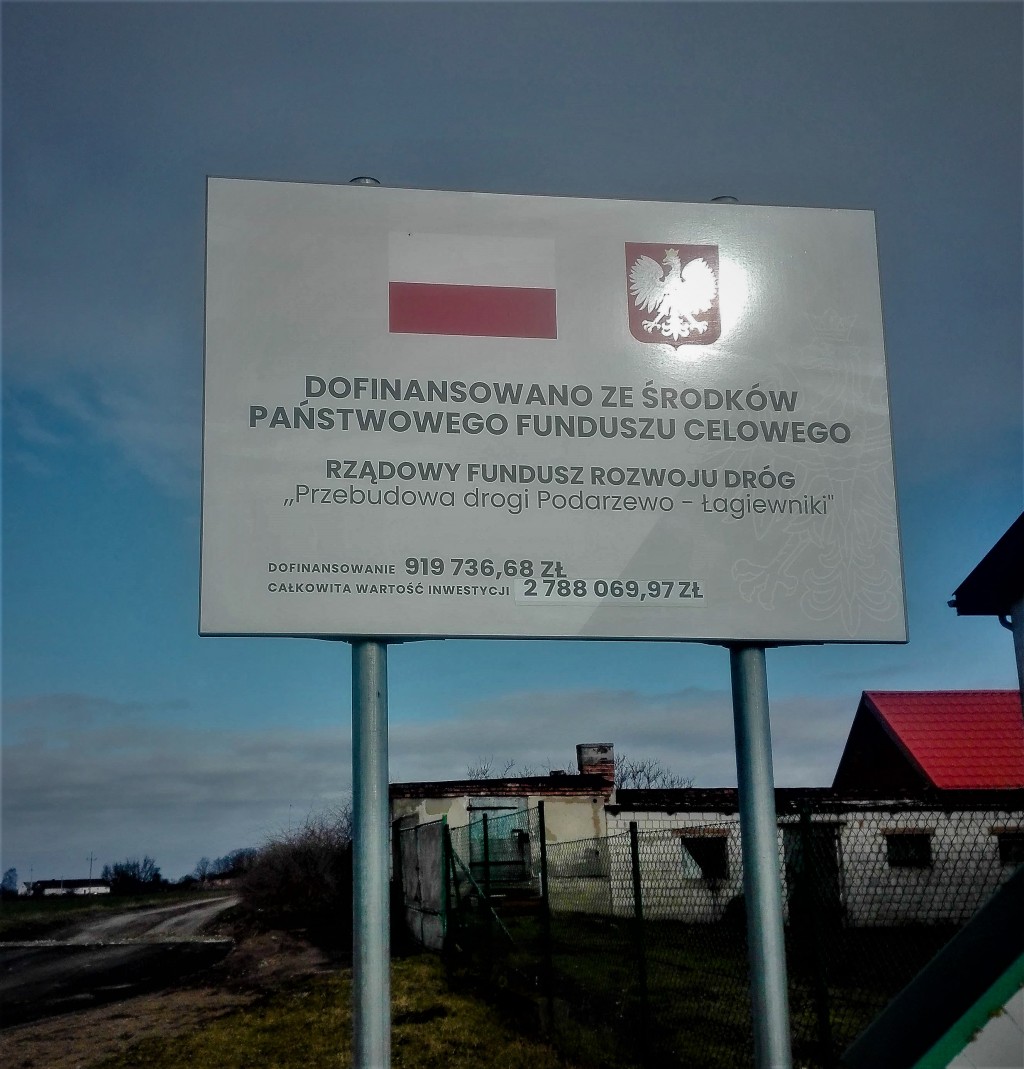 DOFINANSOWANO ZE ŚRODKÓW
PAŃSTWOWEGO FUNDUSZU CELOWEGO
RZĄDOWY FUNDUSZ ROZWOJU DRÓG
,,Przebudowa drogi Podarzewo - Łagiewniki"
DOFINANSOWANIE 919 736,68 ZŁ
CAŁKOWITA WARTOŚĆ INWESTYCJI 2 788 069,97 ZŁ